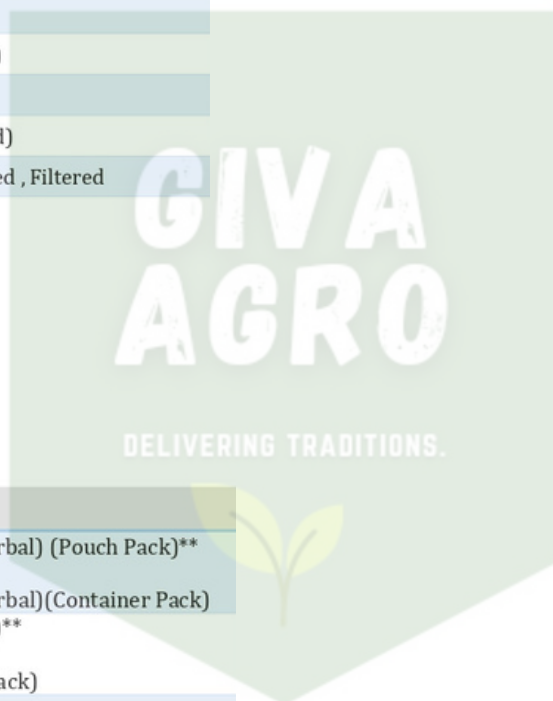 )
d)
ed , Filtered
GIVA
AGRO
DELIVERING TRADITIONS.
rbal) (Pouch Pack)**
rbal)(Container Pack)
)**
ack)